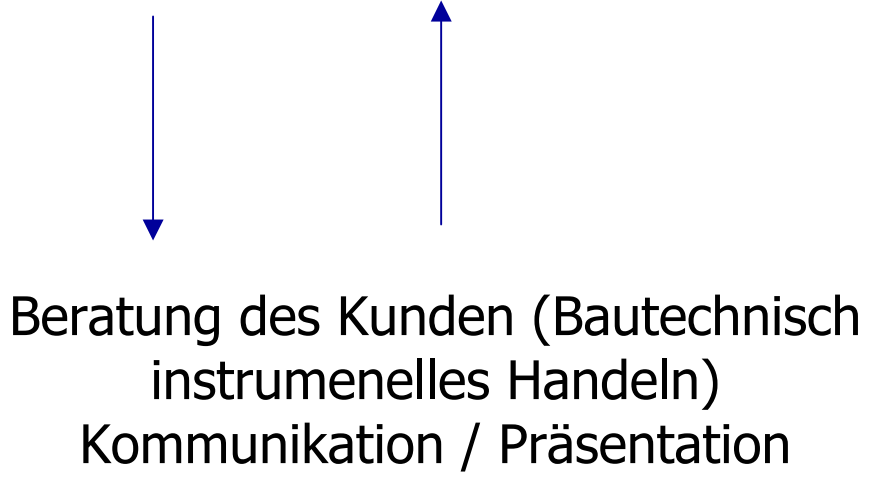 Beratung des Kunden (Bautechnisch
instrumenelles Handeln)
Kommunikation / Präsentation